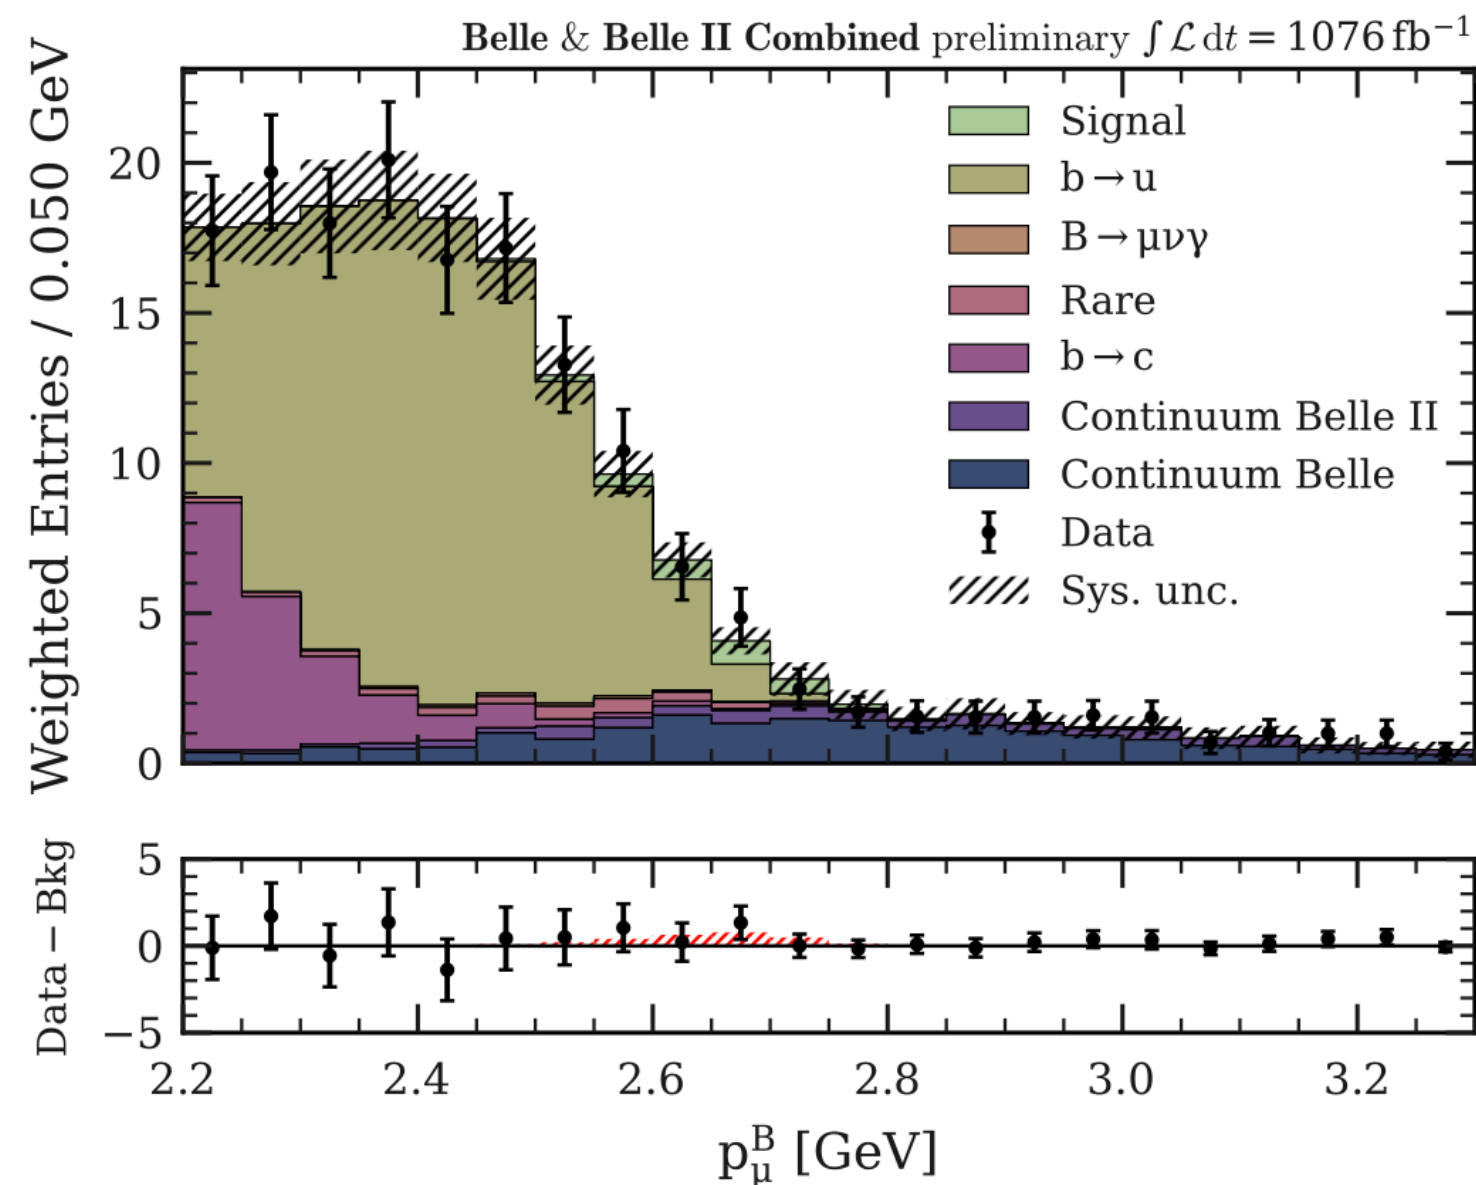 Belle & Belle II Combined preliminary ∫ℒ dt = 1076 fb⁻¹
Weighted Entries / 0.050 GeV
20
15
10
5
0
Signal
b→u
B→μνγ
Rare
b→c
Continuum Belle II
Continuum Belle
Data
Sys. unc.
Data − Bkg
5
0
−5
2.2 2.4 2.6 2.8 3.0 3.2
p_μ^B [GeV]